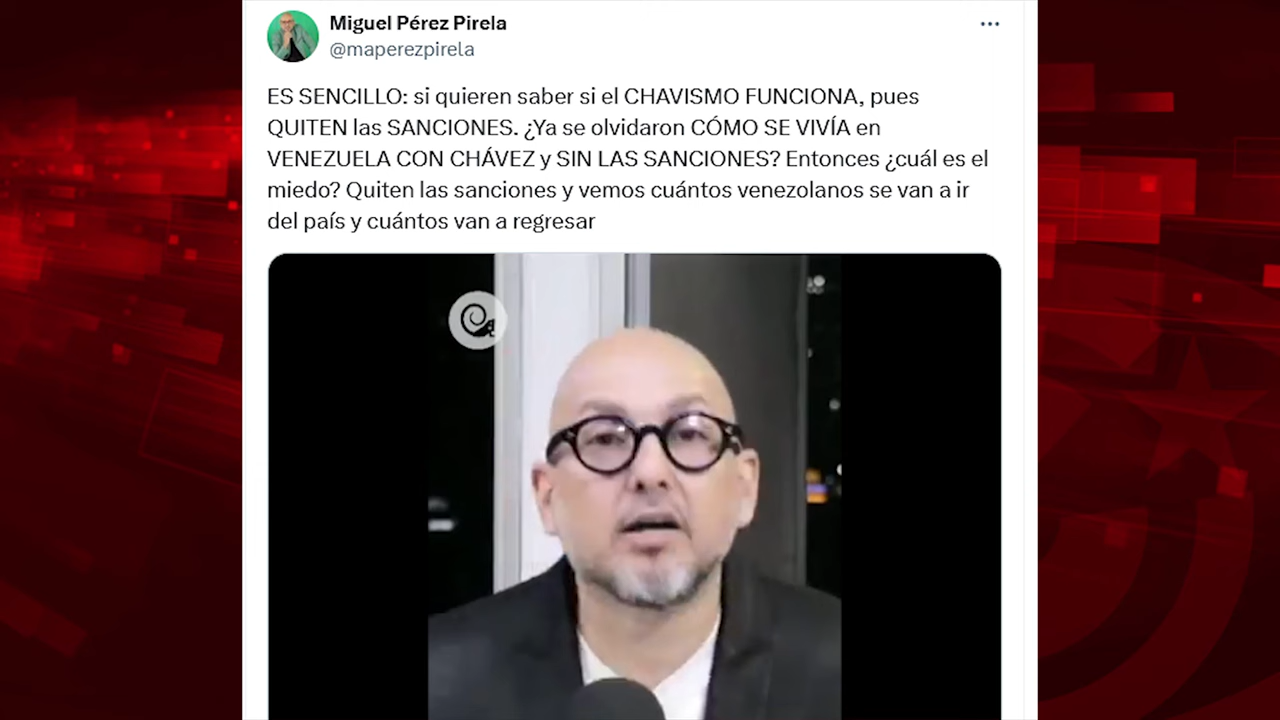 Miguel Pérez Pirela
@maperezpirela
ES SENCILLO: si quieren saber si el CHAVISMO FUNCIONA, pues
QUITEN las SANCIONES. ¿Ya se olvidaron CÓMO SE VIVÍA en
VENEZUELA CON CHÁVEZ y SIN LAS SANCIONES? Entonces ¿cuál es el
miedo? Quiten las sanciones y vemos cuántos venezolanos se van a ir
del país y cuántos van a regresar